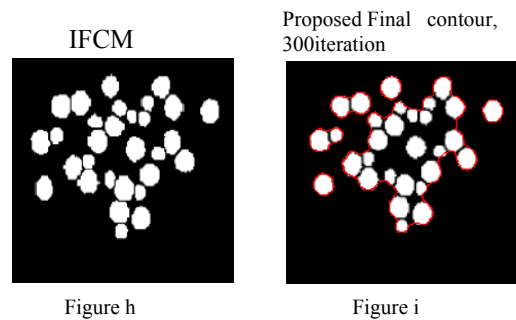 IFCM
Proposed Final contour,
300iteration
Figure h
Figure i